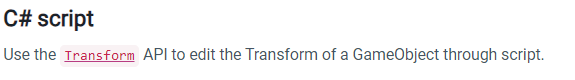 C# script
Use the Transform API to edit the Transform of a GameObject through script.